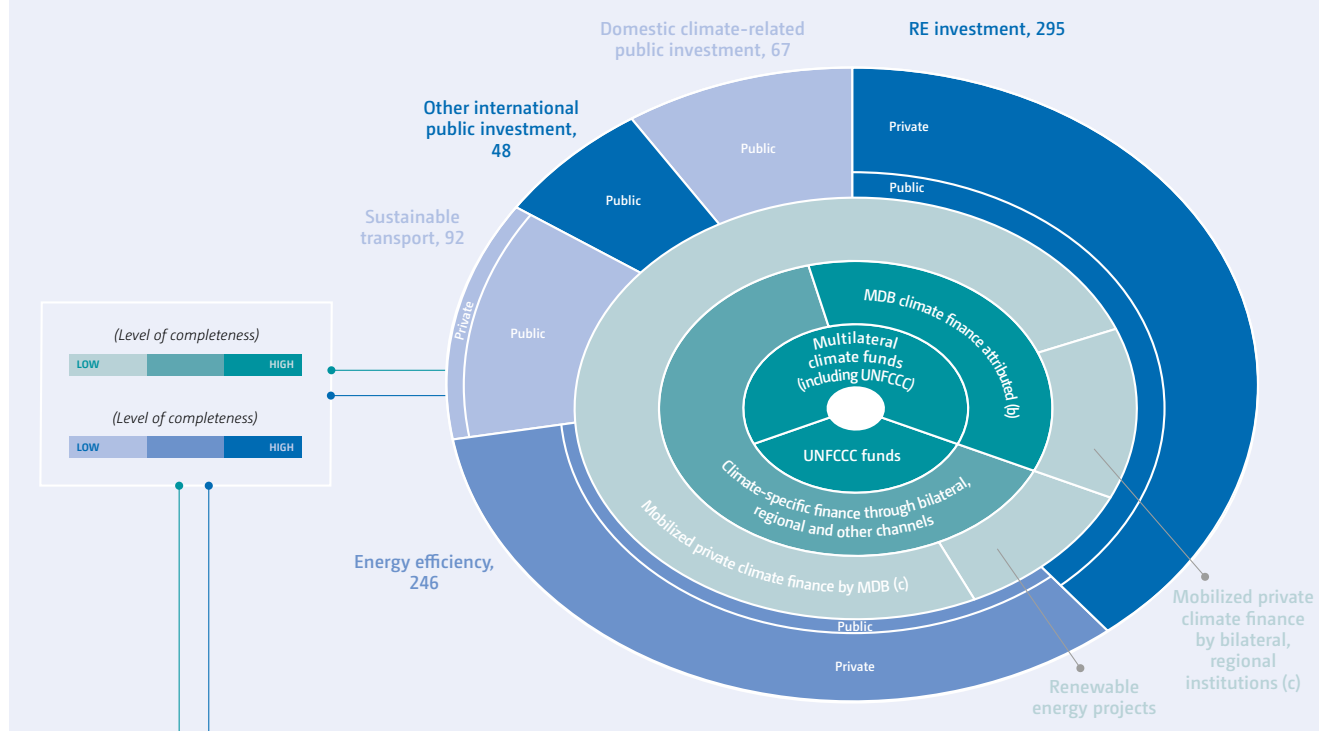 Domestic climate-related
public investment, 67
RE investment, 295
Other international
public investment,
48
Sustainable
transport, 92
Private
Public
Public
Public
Private
Public
(Level of completeness)
LOW
HIGH
(Level of completeness)
LOW
HIGH
MDB climate finance attributed (b)
Multilateral
climate funds
(including UNFCCC)
UNFCCC funds
Climate-specific finance through bilateral,
regional and other channels
Mobilized private climate finance by MDB (c)
Energy efficiency,
246
Public
Private
Mobilized private
climate finance
by bilateral,
regional
institutions (c)
Renewable
energy projects